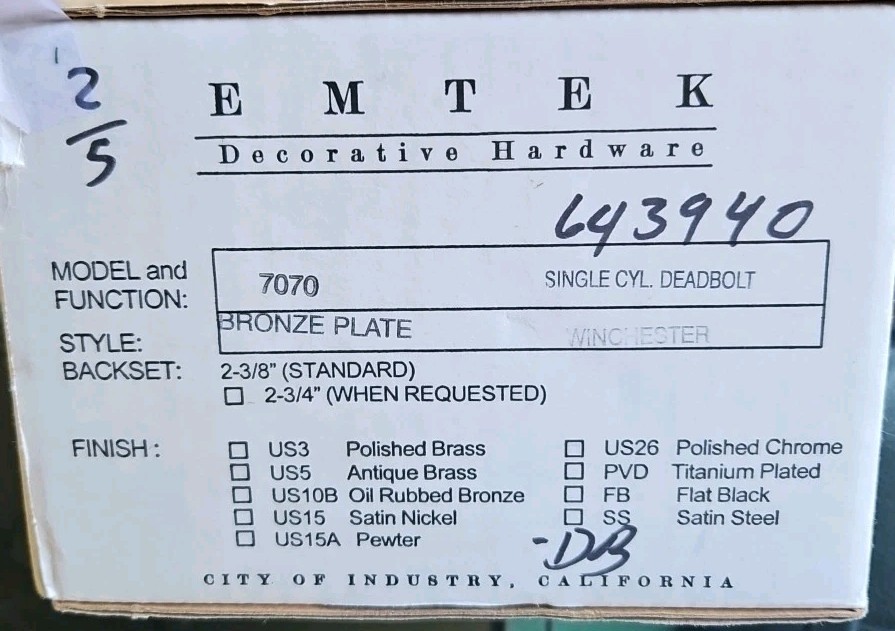 2/5
EMTEK
Decorative Hardware
643940
MODEL and FUNCTION: 7070 SINGLE CYL. DEADBOLT
STYLE: BRONZE PLATE WINCHESTER
BACKSET: 2-3/8" (STANDARD)
☐ 2-3/4" (WHEN REQUESTED)
FINISH: ☐ US3 Polished Brass ☐ US26 Polished Chrome
☐ US5 Antique Brass ☐ PVD Titanium Plated
☐ US10B Oil Rubbed Bronze ☐ FB Flat Black
☐ US15 Satin Nickel ☐ SS Satin Steel
☐ US15A Pewter -DB
CITY OF INDUSTRY, CALIFORNIA